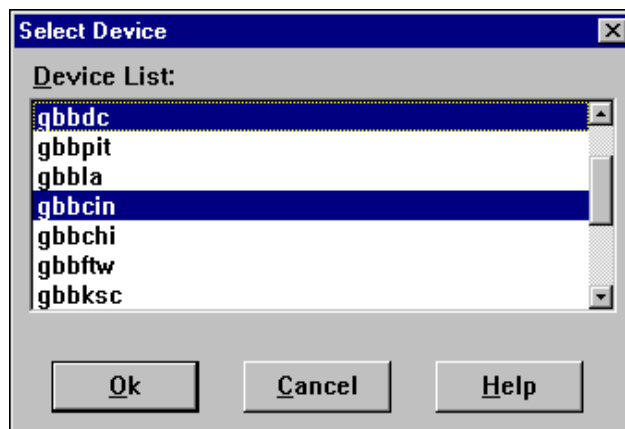 Select Device
Device List:
gbbdc
gbbpit
gbbla
gbbcin
gbbchi
gbbftw
gbbksc
Ok Cancel Help